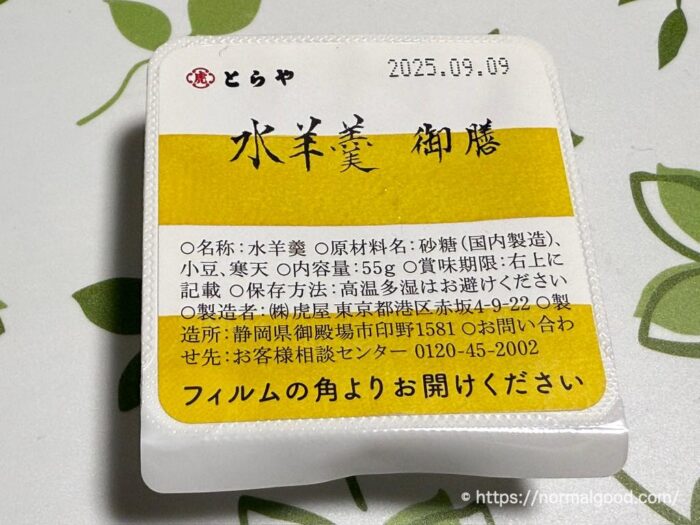 虎 とらや 2025.09.09
水羊羹 御膳
○名称:水羊羹 ○原材料名:砂糖(国内製造)、
小豆、寒天 ○内容量:55g ○賞味期限:右上に
記載 ○保存方法:高温多湿はお避けください
○製造者:㈱虎屋 東京都港区赤坂4-9-22 ○製
造所:静岡県御殿場市印野1581 ○お問い合わ
せ先:お客様相談センター 0120-45-2002
フィルムの角よりお開けください
© https://normalgood.com/